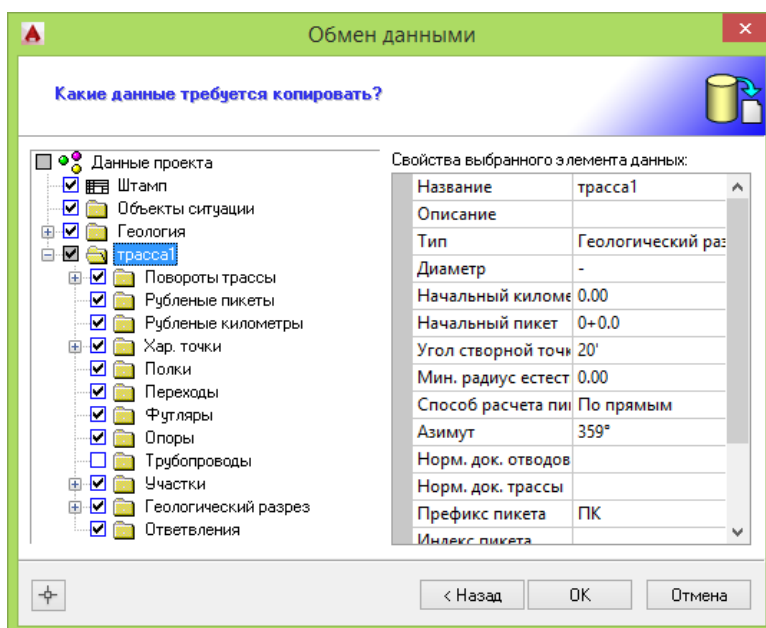 Обмен данными
Какие данные требуется копировать?
Данные проекта
Штамп
Объекты ситуации
Геология
трасса1
Повороты трассы
Рубленые пикеты
Рубленые километры
Хар. точки
Полки
Переходы
Футляры
Опоры
Трубопроводы
Участки
Геологический разрез
Ответвления
Свойства выбранного элемента данных:
Название трасса1
Описание
Тип Геологический раз
Диаметр -
Начальный киломе 0.00
Начальный пикет 0+0.0
Угол створной точк 20'
Мин. радиус естест 0.00
Способ расчета пи По прямым
Азимут 359°
Норм. док. отводов
Норм. док. трассы
Префикс пикета ПК
Индекс пикета
< Назад OK Отмена